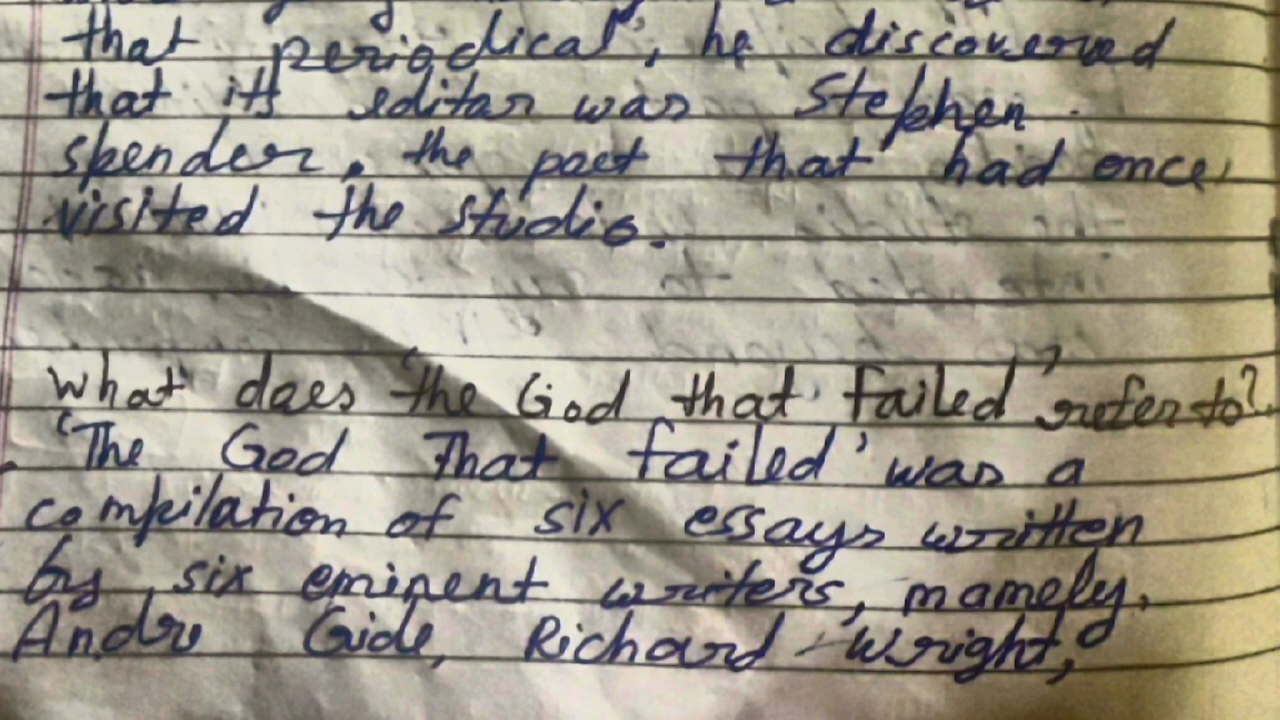 that periodical, he discovered
that its editor was Stephen
spender, the poet that had once
visited the studio.
what does 'the God that failed' refer to?
'The God That failed' was a
compilation of six essays written
by six eminent writers, namely,
Andre Gide, Richard Wright,